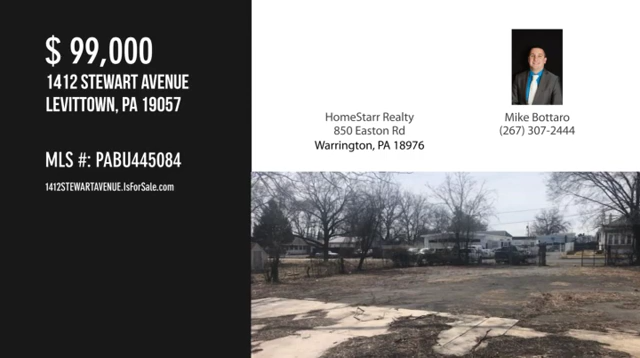 $ 99,000
1412 STEWART AVENUE
LEVITTOWN, PA 19057
MLS #: PABU445084
1412STEWARTAVENUE.IsForSale.com
HomeStarr Realty
850 Easton Rd
Warrington, PA 18976
Mike Bottaro
(267) 307-2444